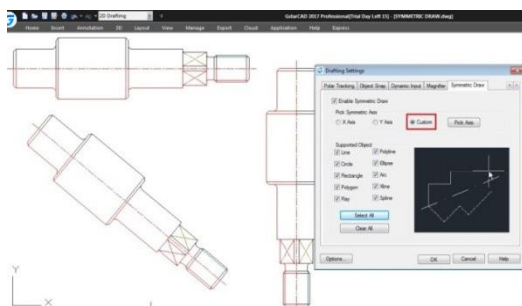 2D Drafting
GstarCAD 2017 Professional(Trial Day Left 15) - [SYMMETRIC DRAW.dwg]
Home Insert Annotation 3D Layout View Manage Export Cloud Application Help Express
Drafting Settings
Polar Tracking Object Snap Dynamic Input Magnifier Symmetric Draw
Enable Symmetric Draw
Pick Symmetric Axis
X Axis Y Axis Custom Pick Axis
Supported Object
Line Polyline
Circle Ellipse
Rectangle Arc
Polygon Xline
Ray Spline
Select All
Clear All
Options... OK Cancel Help
Y
X